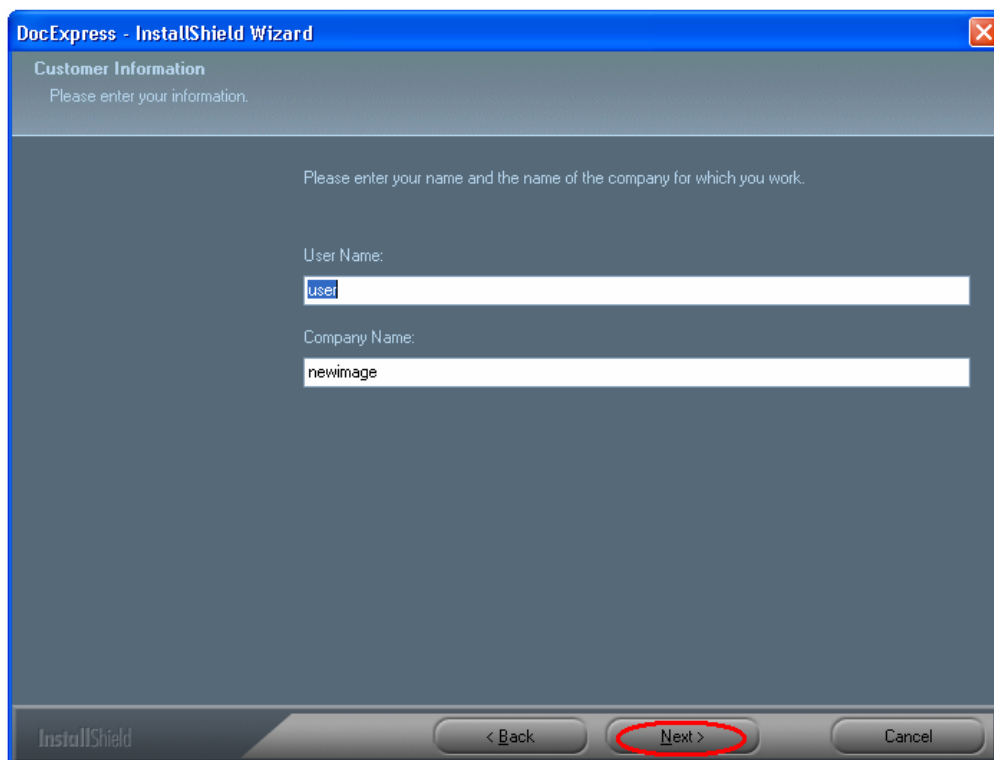 DocExpress - InstallShield Wizard
Customer Information
Please enter your information.
Please enter your name and the name of the company for which you work.
User Name:
user
Company Name:
newimage
InstallShield
< Back
Next >
Cancel